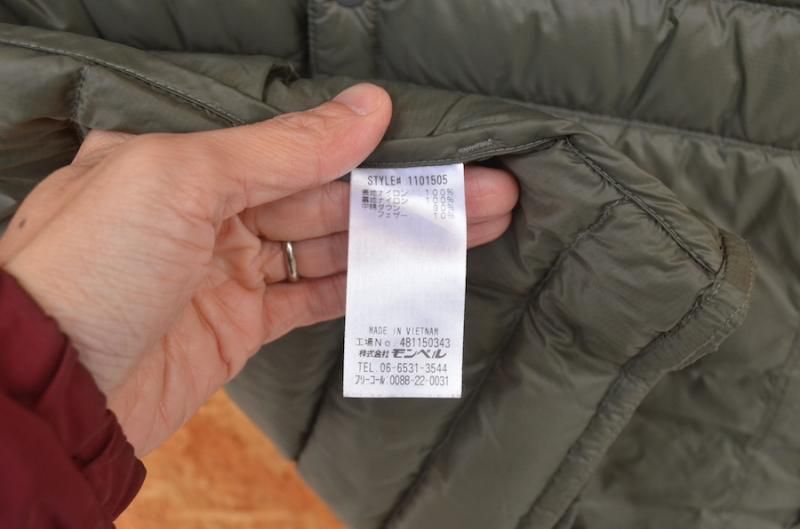 STYLE# 1101505
表地ナイロン 100%
裏地ナイロン 100%
中綿ダウン 90%
フェザー 10%
MADE IN VIETNAM
工場No. 481150343
株式会社 モンベル
TEL.06-6531-3544
フリーコール:0088-22-0031